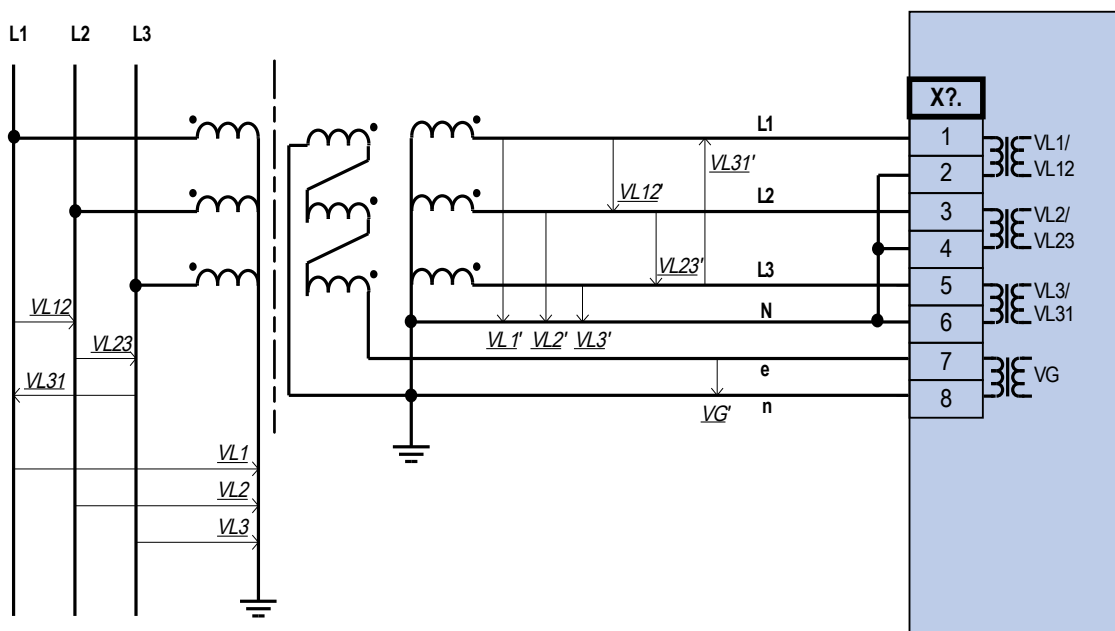 L1 L2 L3
X?.
L1
1
VL1/
VL12
2
VL31'
VL12'
L2
3
VL2/
VL23
4
VL23'
L3
5
VL3/
VL31
6
N
VL12
VL1' VL2' VL3'
VL23
7
VG
e
VL31
8
n
VG'
VL1
VL2
VL3